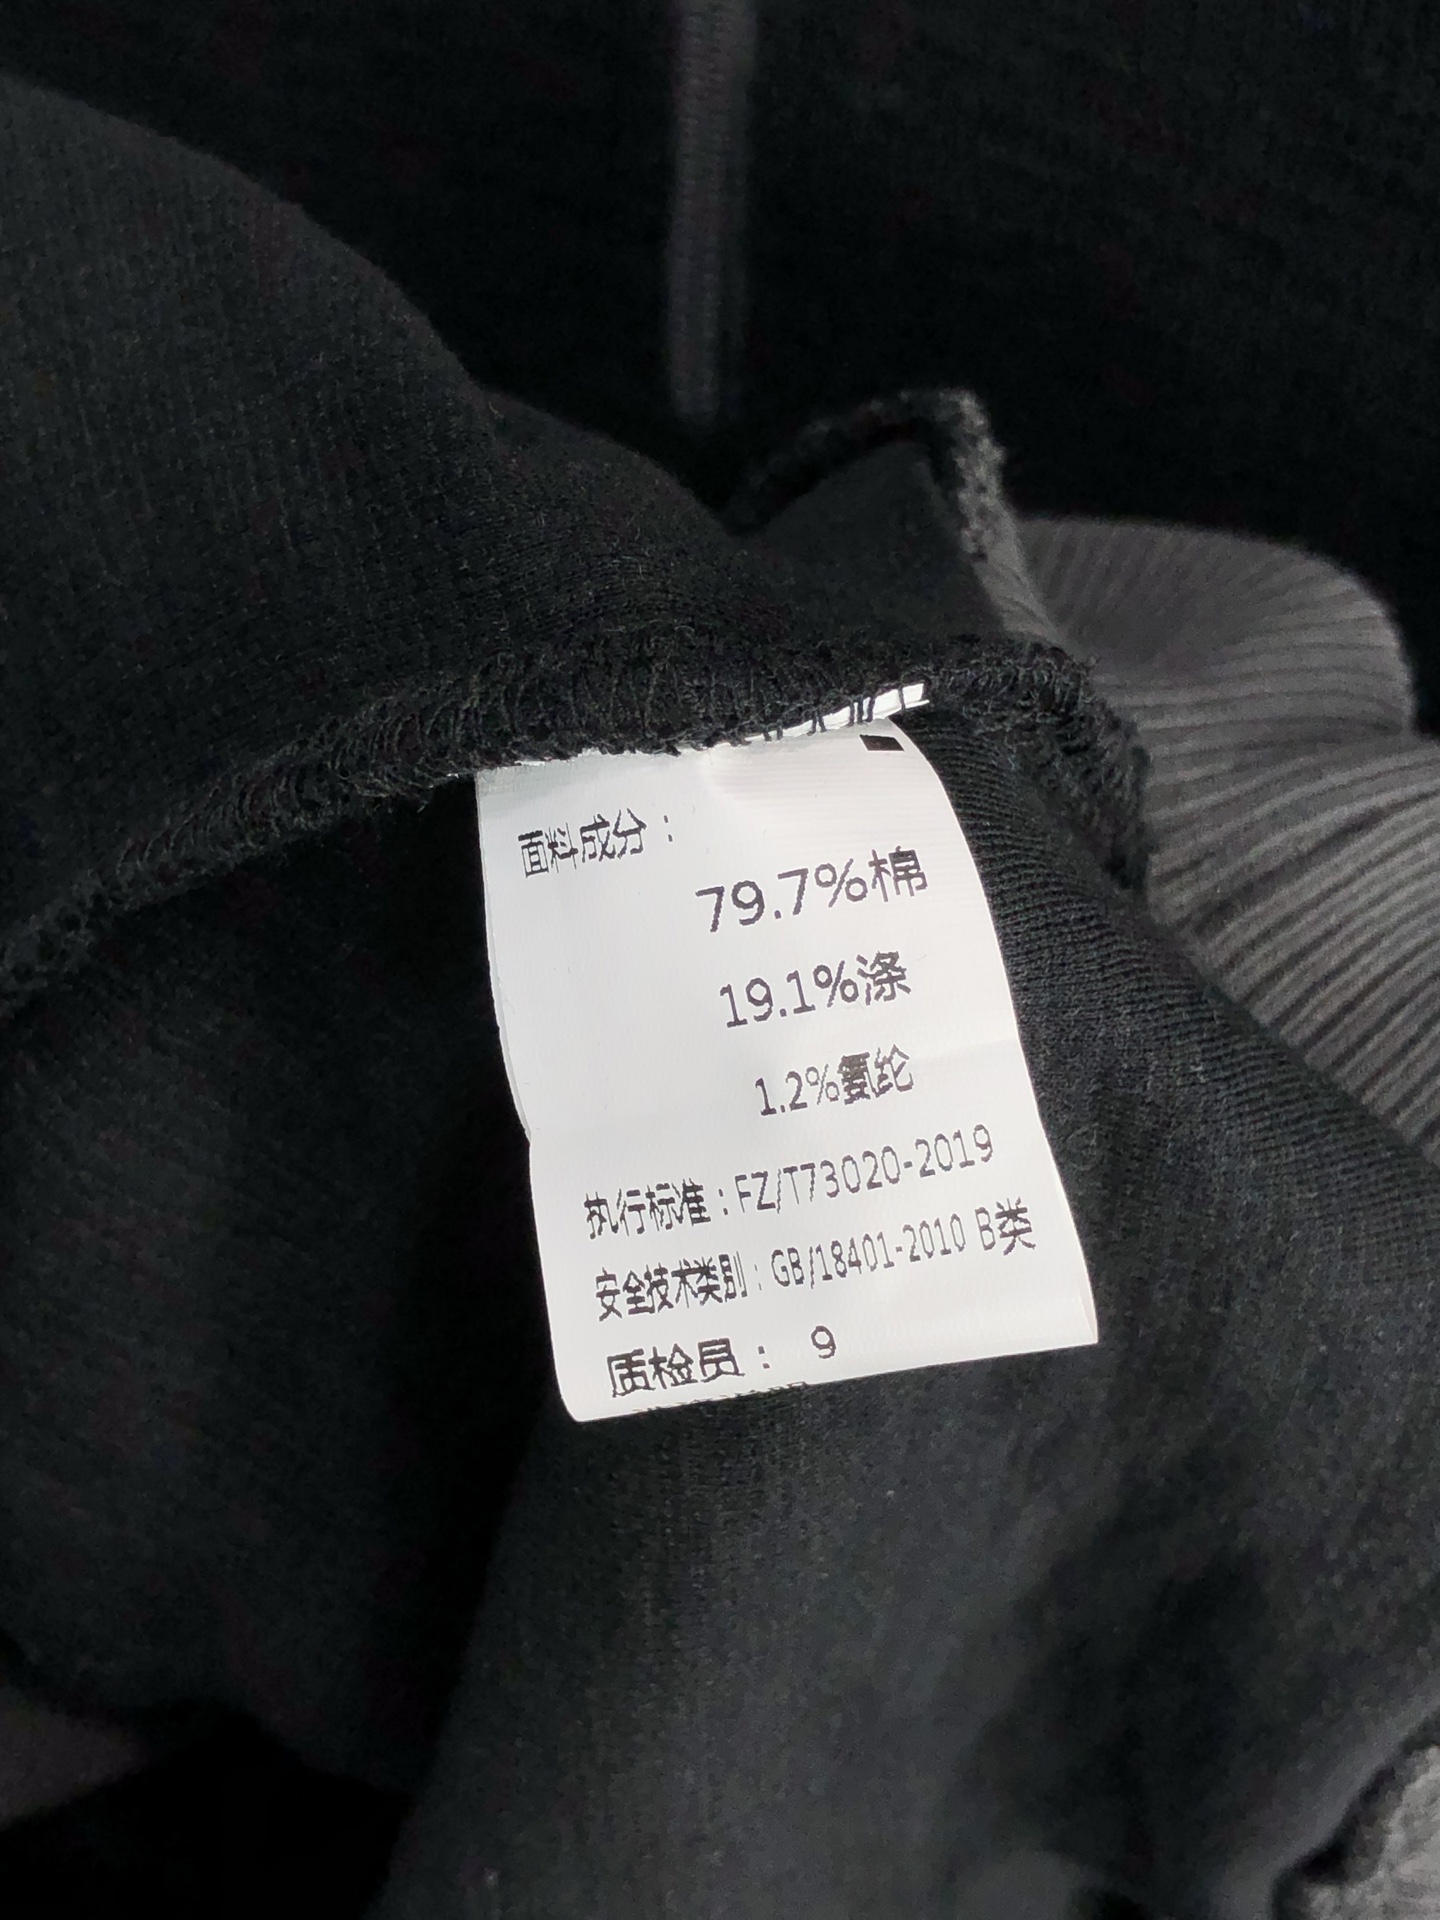 面料成分：
79.7%棉
19.1%涤
1.2%氨纶
执行标准：FZ/T73020-2019
安全技术类别：GB/18401-2010 B类
质检员： 9